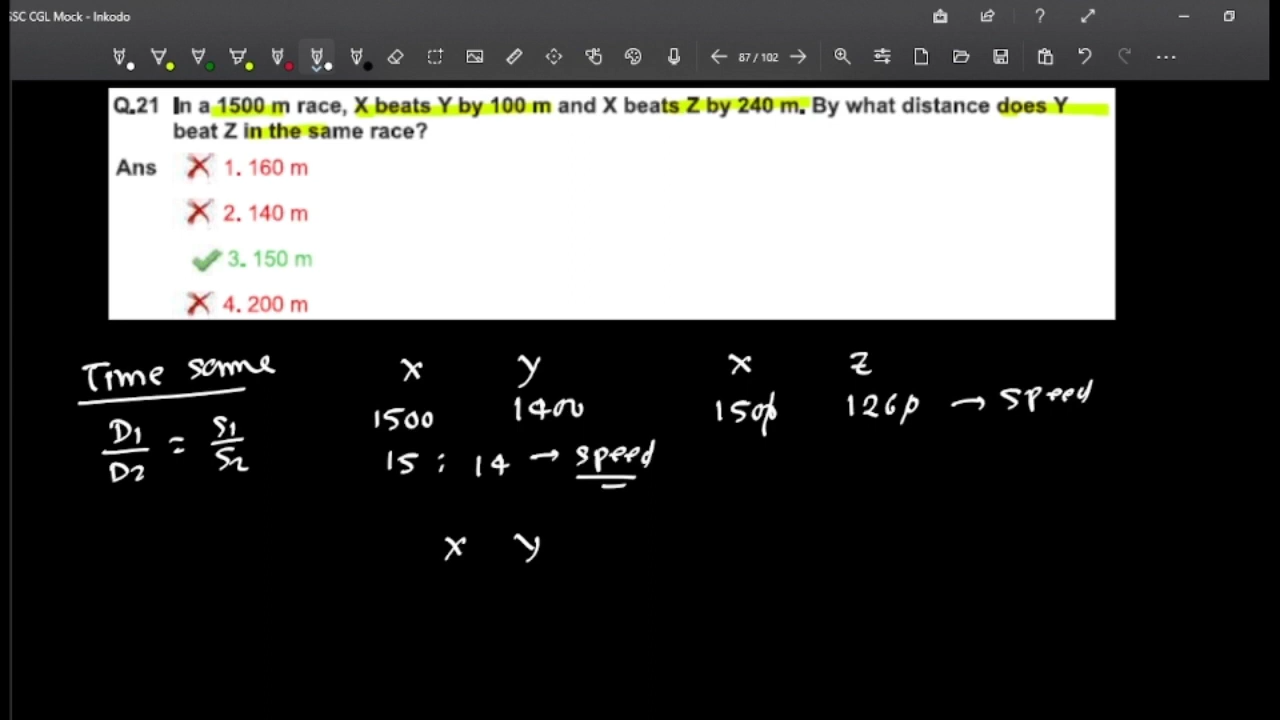 SSC CGL Mock - Inkodo
87 / 102
Q.21 In a 1500 m race, X beats Y by 100 m and X beats Z by 240 m. By what distance does Y
beat Z in the same race?
Ans 1. 160 m
2. 140 m
3. 150 m
4. 200 m
Time same x y x z
D1/D2 = S1/S2 1500 1400 1500 1260 → speed
15 : 14 → speed
x y